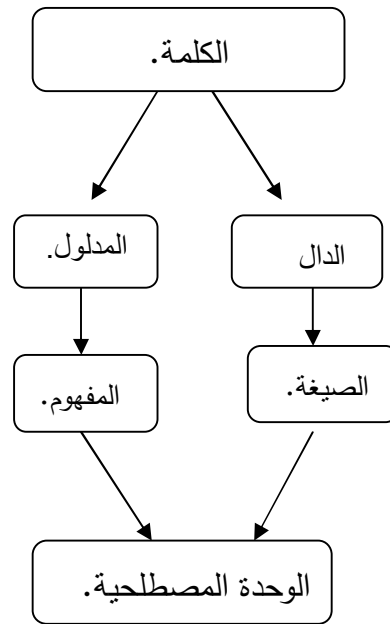 الكلمة.
الدال
المدلول.
الصيغة.
المفهوم.
الوحدة المصطلحية.